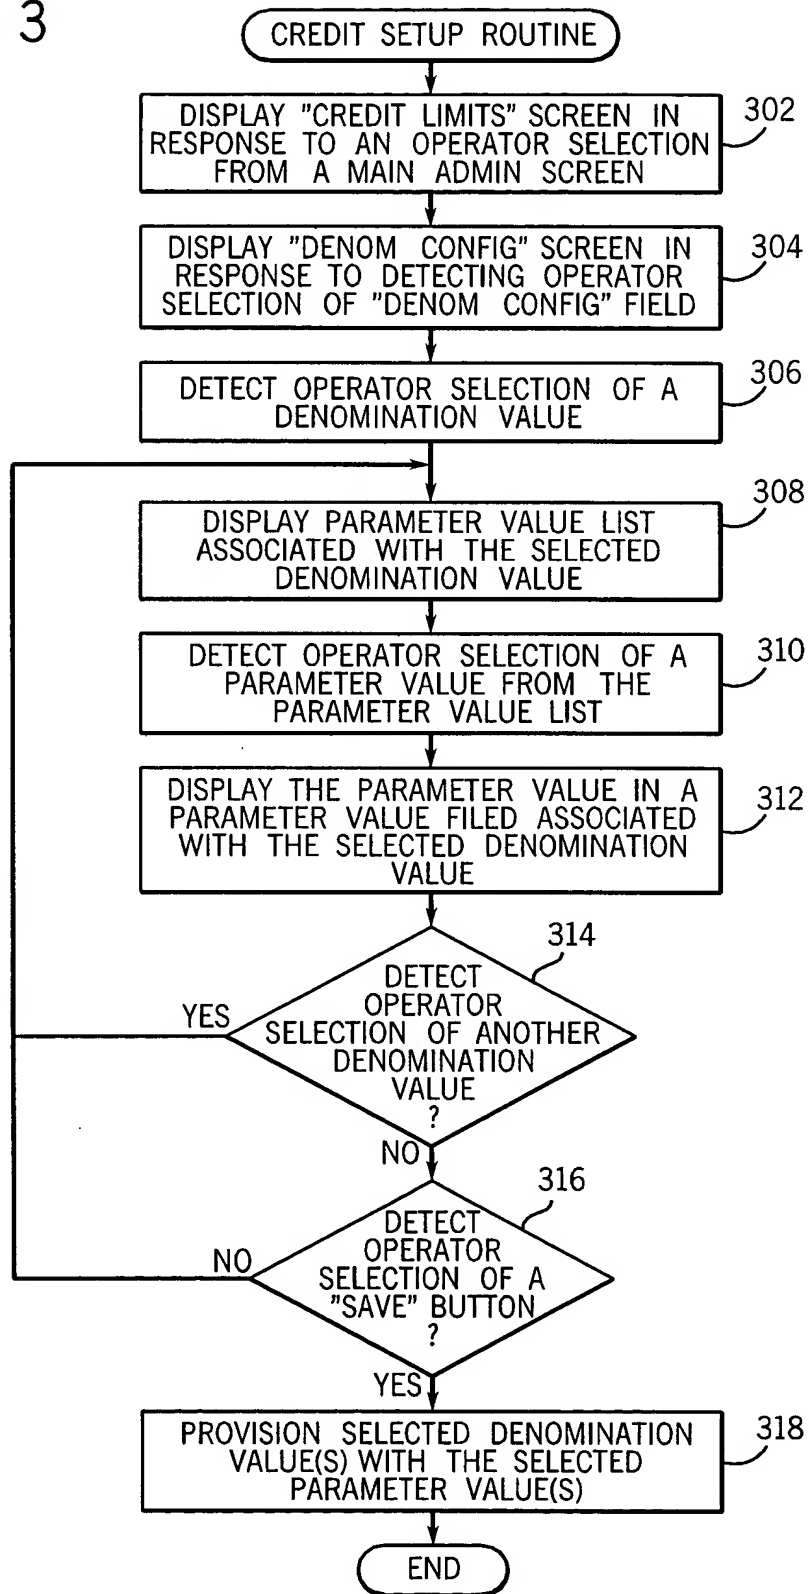 3
CREDIT SETUP ROUTINE
DISPLAY "CREDIT LIMITS" SCREEN IN
RESPONSE TO AN OPERATOR SELECTION
FROM A MAIN ADMIN SCREEN
302
DISPLAY "DENOM CONFIG" SCREEN IN
RESPONSE TO DETECTING OPERATOR
SELECTION OF "DENOM CONFIG" FIELD
304
DETECT OPERATOR SELECTION OF A
DENOMINATION VALUE
306
DISPLAY PARAMETER VALUE LIST
ASSOCIATED WITH THE SELECTED
DENOMINATION VALUE
308
DETECT OPERATOR SELECTION OF A
PARAMETER VALUE FROM THE
PARAMETER VALUE LIST
310
DISPLAY THE PARAMETER VALUE IN A
PARAMETER VALUE FILED ASSOCIATED
WITH THE SELECTED DENOMINATION
VALUE
312
314
DETECT
OPERATOR
SELECTION OF ANOTHER
DENOMINATION
VALUE
?
YES
NO
316
DETECT
OPERATOR
SELECTION OF A
"SAVE" BUTTON
?
NO
YES
PROVISION SELECTED DENOMINATION
VALUE(S) WITH THE SELECTED
PARAMETER VALUE(S)
318
END